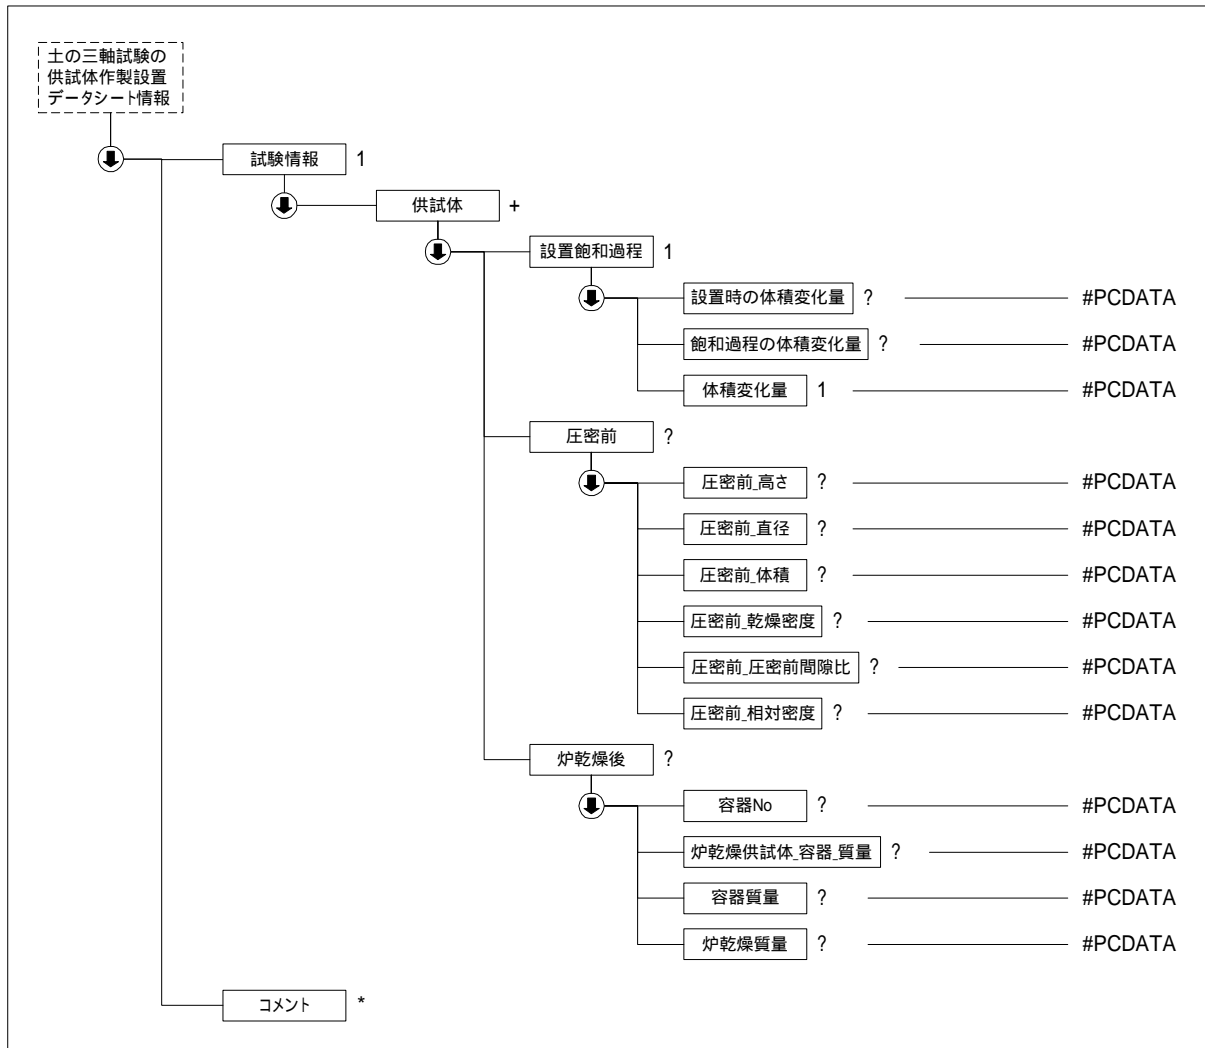 土の三軸試験の
供試体作製設置
データシート情報
試験情報 1
供試体 +
設置飽和過程 1
設置時の体積変化量 ? #PCDATA
飽和過程の体積変化量 ? #PCDATA
体積変化量 1 #PCDATA
圧密前 ?
圧密前_高さ ? #PCDATA
圧密前_直径 ? #PCDATA
圧密前_体積 ? #PCDATA
圧密前_乾燥密度 ? #PCDATA
圧密前_圧密前間隙比 ? #PCDATA
圧密前_相対密度 ? #PCDATA
炉乾燥後 ?
容器No ? #PCDATA
炉乾燥供試体_容器_質量 ? #PCDATA
容器質量 ? #PCDATA
炉乾燥質量 ? #PCDATA
コメント *